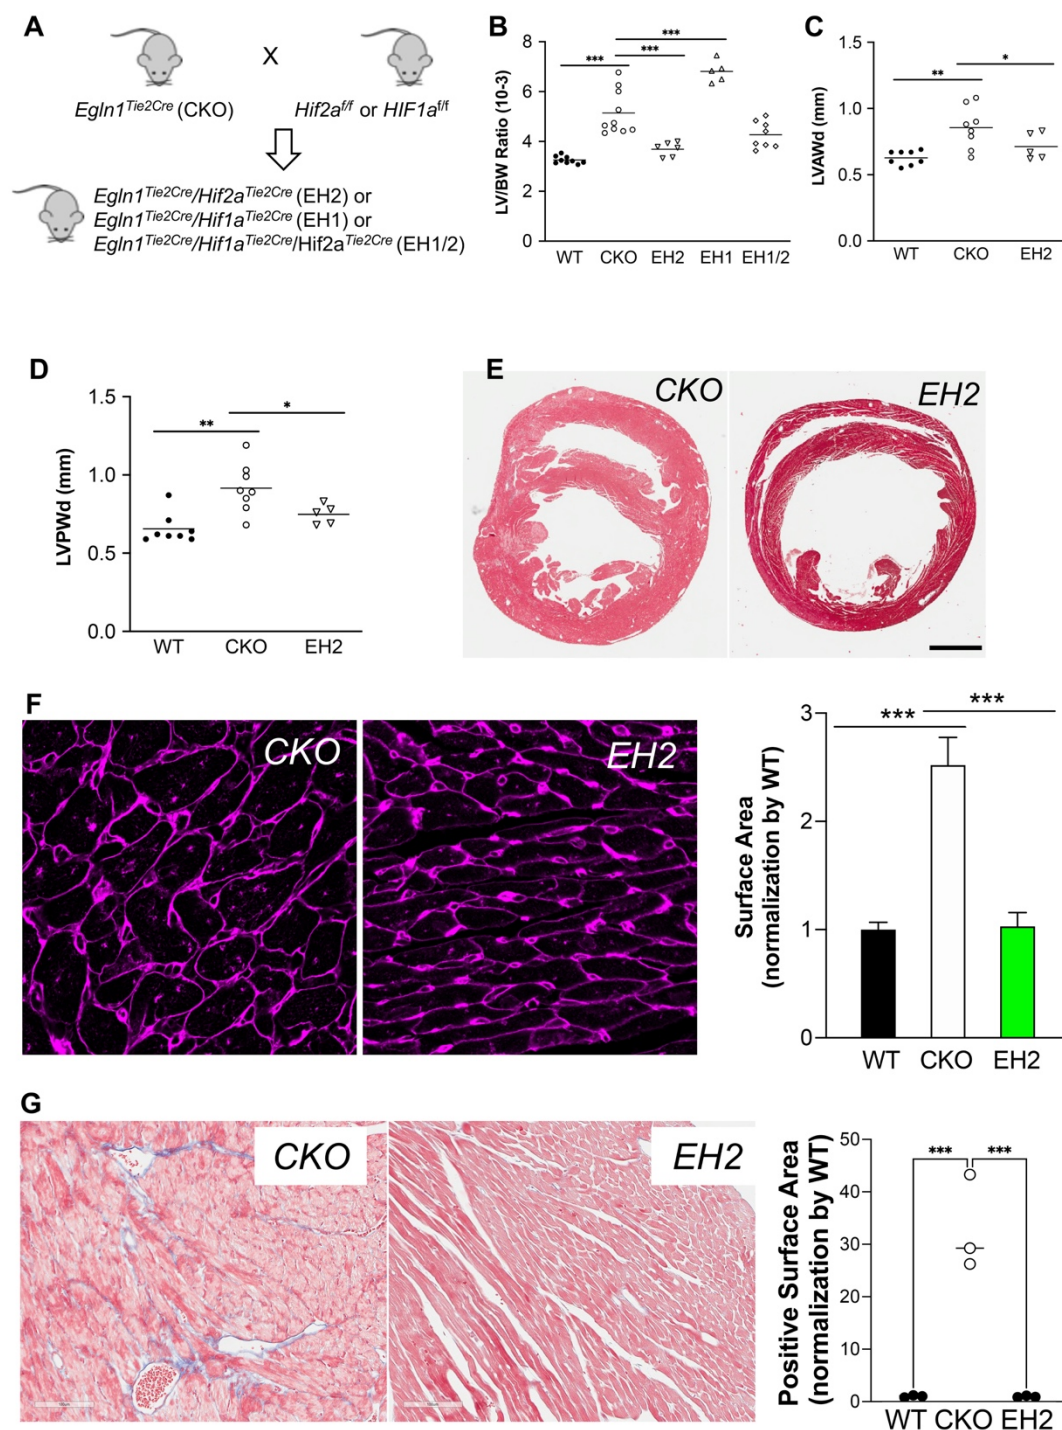 A
X
Egln1Tie2Cre (CKO)
Hif2af/f or HIF1af/f
Egln1Tie2Cre/Hif2aTie2Cre (EH2) or
Egln1Tie2Cre/Hif1aTie2Cre (EH1) or
Egln1Tie2Cre/Hif1aTie2Cre/Hif2aTie2Cre (EH1/2)
B
LV/BW Ratio (10-3)
8
6
4
2
0
***
***
***
WT CKO EH2 EH1 EH1/2
C
LVAWd (mm)
1.5
1.0
0.5
0.0
**
*
WT CKO EH2
D
LVPWd (mm)
1.5
1.0
0.5
0.0
**
*
WT CKO EH2
E
CKO
EH2
F
CKO
EH2
Surface Area
(normalization by WT)
3
2
1
0
***
***
WT CKO EH2
G
CKO
EH2
Positive Surface Area
(normalization by WT)
50
40
30
20
10
0
***
***
WT CKO EH2